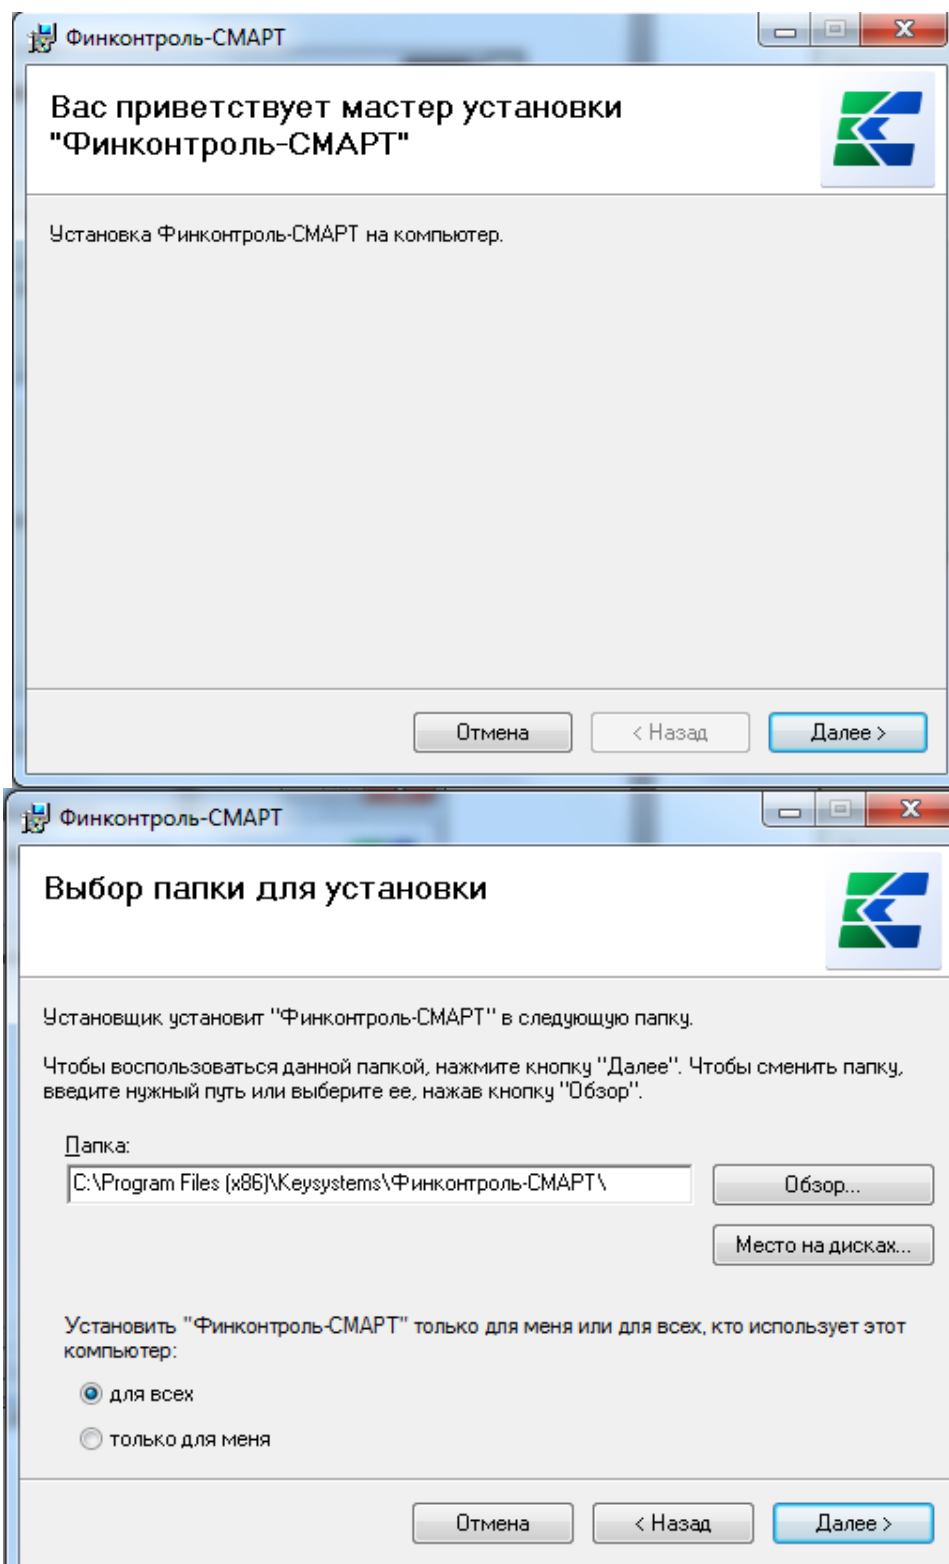 Финконтроль-СМАРТ
Вас приветствует мастер установки
"Финконтроль-СМАРТ"
Установка Финконтроль-СМАРТ на компьютер.
Отмена
< Назад
Далее >
Финконтроль-СМАРТ
Выбор папки для установки
Установщик установит "Финконтроль-СМАРТ" в следующую папку.
Чтобы воспользоваться данной папкой, нажмите кнопку "Далее". Чтобы сменить папку,
введите нужный путь или выберите ее, нажав кнопку "Обзор".
Папка:
C:\Program Files (x86)\Keysystems\Финконтроль-СМАРТ\
Обзор...
Место на дисках...
Установить "Финконтроль-СМАРТ" только для меня или для всех, кто использует этот
компьютер:
для всех
только для меня
Отмена
< Назад
Далее >